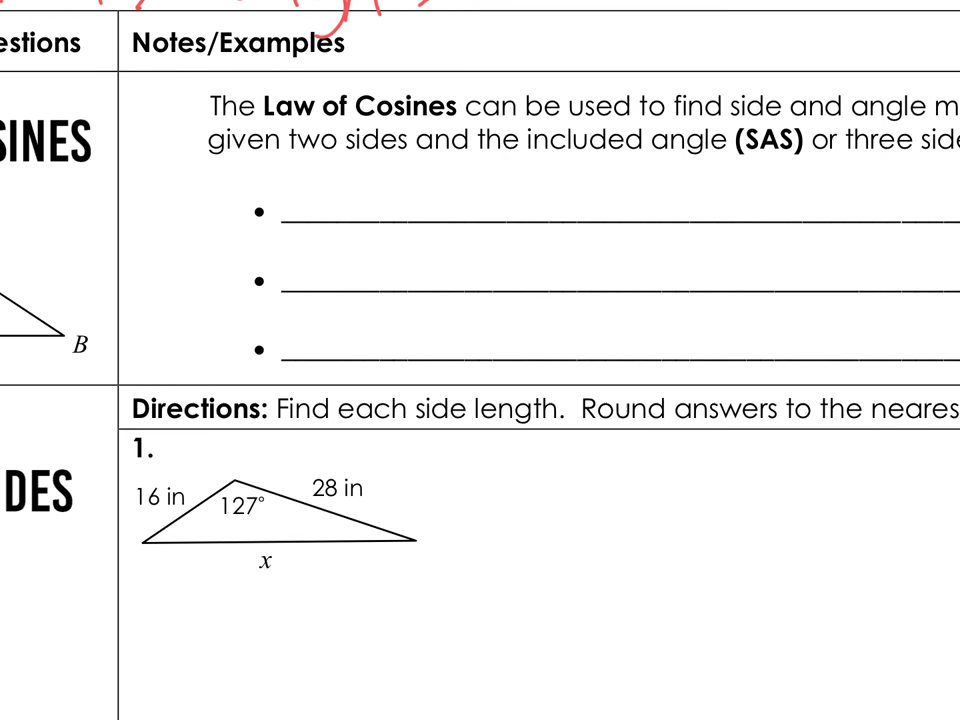 estions
Notes/Examples
SINES
The Law of Cosines can be used to find side and angle m
given two sides and the included angle (SAS) or three side
•
•
•
B
Directions: Find each side length. Round answers to the neares
DES
1.
16 in
127°
28 in
x